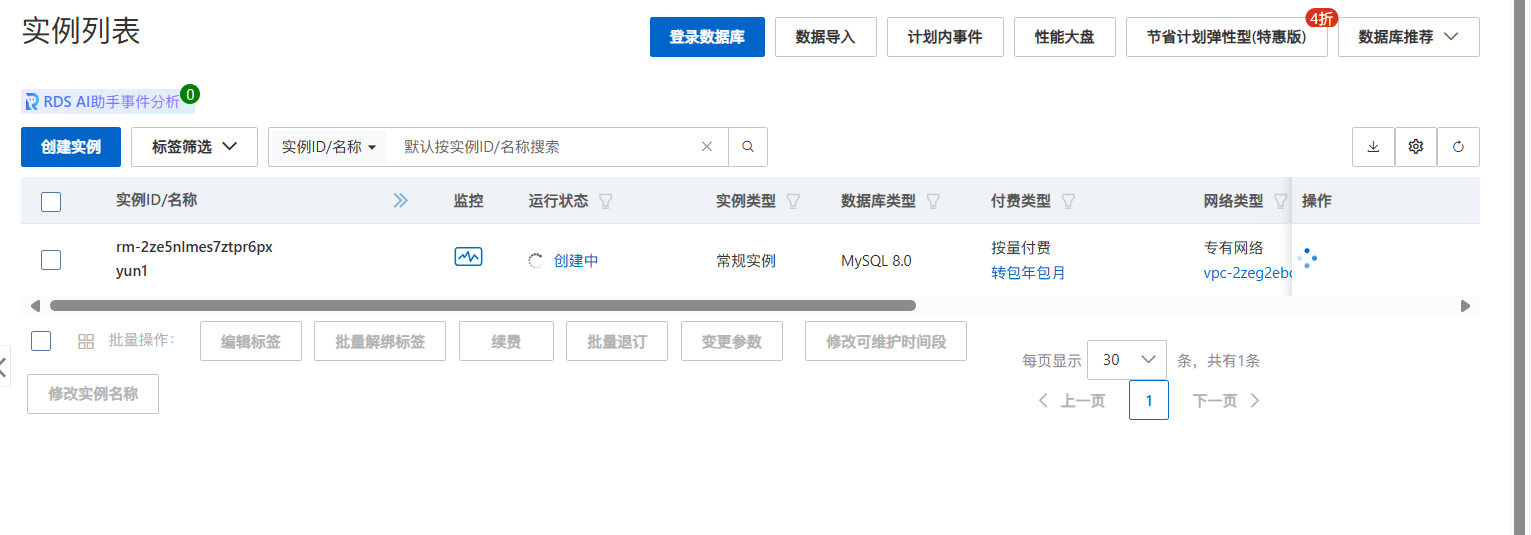 实例列表
登录数据库 数据导入 计划内事件 性能大盘 节省计划弹性型(特惠版) 4折 数据库推荐
RDS AI助手事件分析 0
创建实例 标签筛选 实例ID/名称 默认按实例ID/名称搜索
实例ID/名称 监控 运行状态 实例类型 数据库类型 付费类型 网络类型 操作
rm-2ze5nlmes7ztpr6px
yun1
创建中 常规实例 MySQL 8.0
按量付费
转包年包月
专有网络
vpc-2zeg2eb
批量操作: 编辑标签 批量解绑标签 续费 批量退订 变更参数 修改可维护时间段
修改实例名称
每页显示 30 条，共有1条
上一页 1 下一页